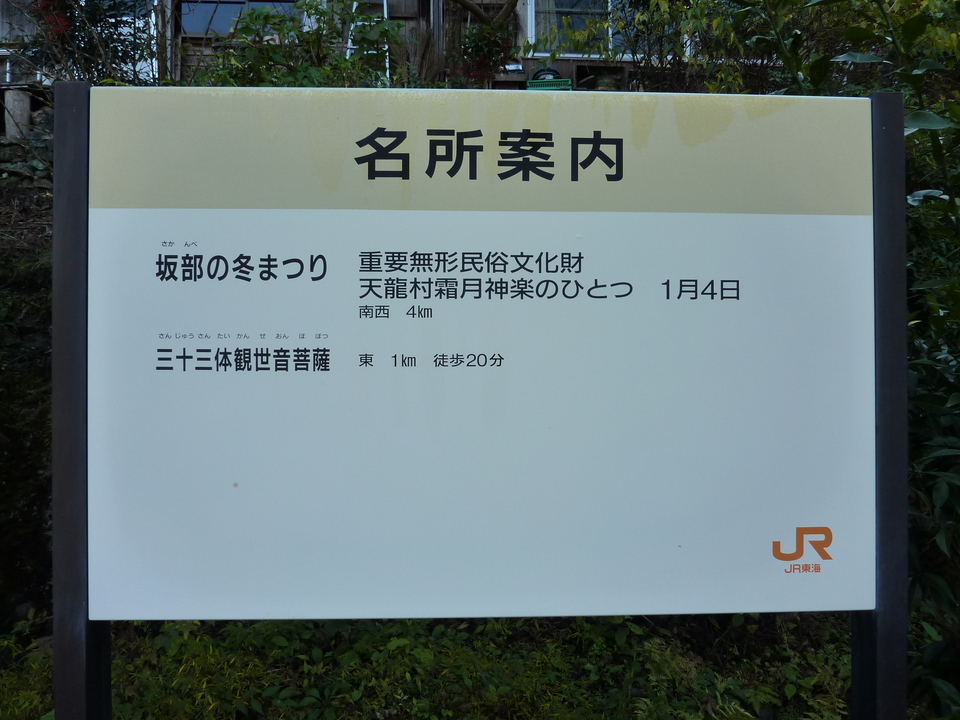 名所案内
さか んべ
坂部の冬まつり 重要無形民俗文化財
天龍村霜月神楽のひとつ 1月4日
南西 4㎞
さん じゅう さん たい かん ぜ おん ぼ ぽつ
三十三体観世音菩薩 東 1㎞ 徒歩20分
JR
JR東海